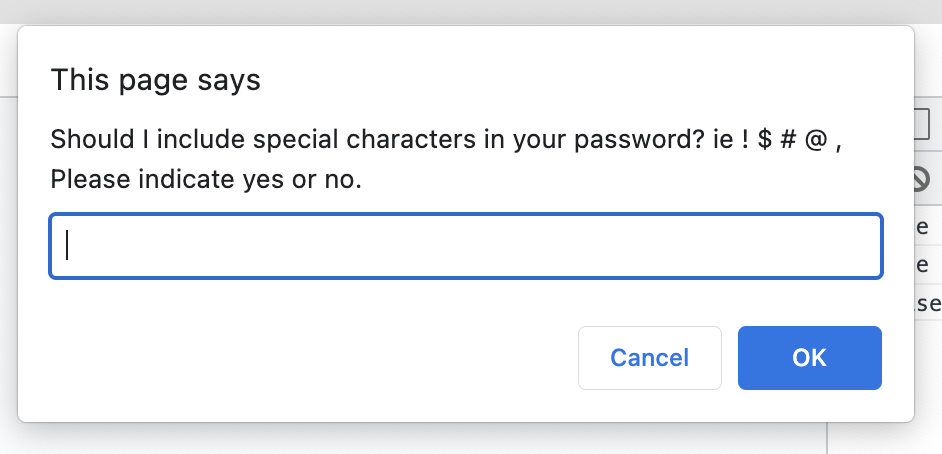 This page says
Should I include special characters in your password? ie ! $ # @ ,
Please indicate yes or no.
e
e
se
Cancel
OK